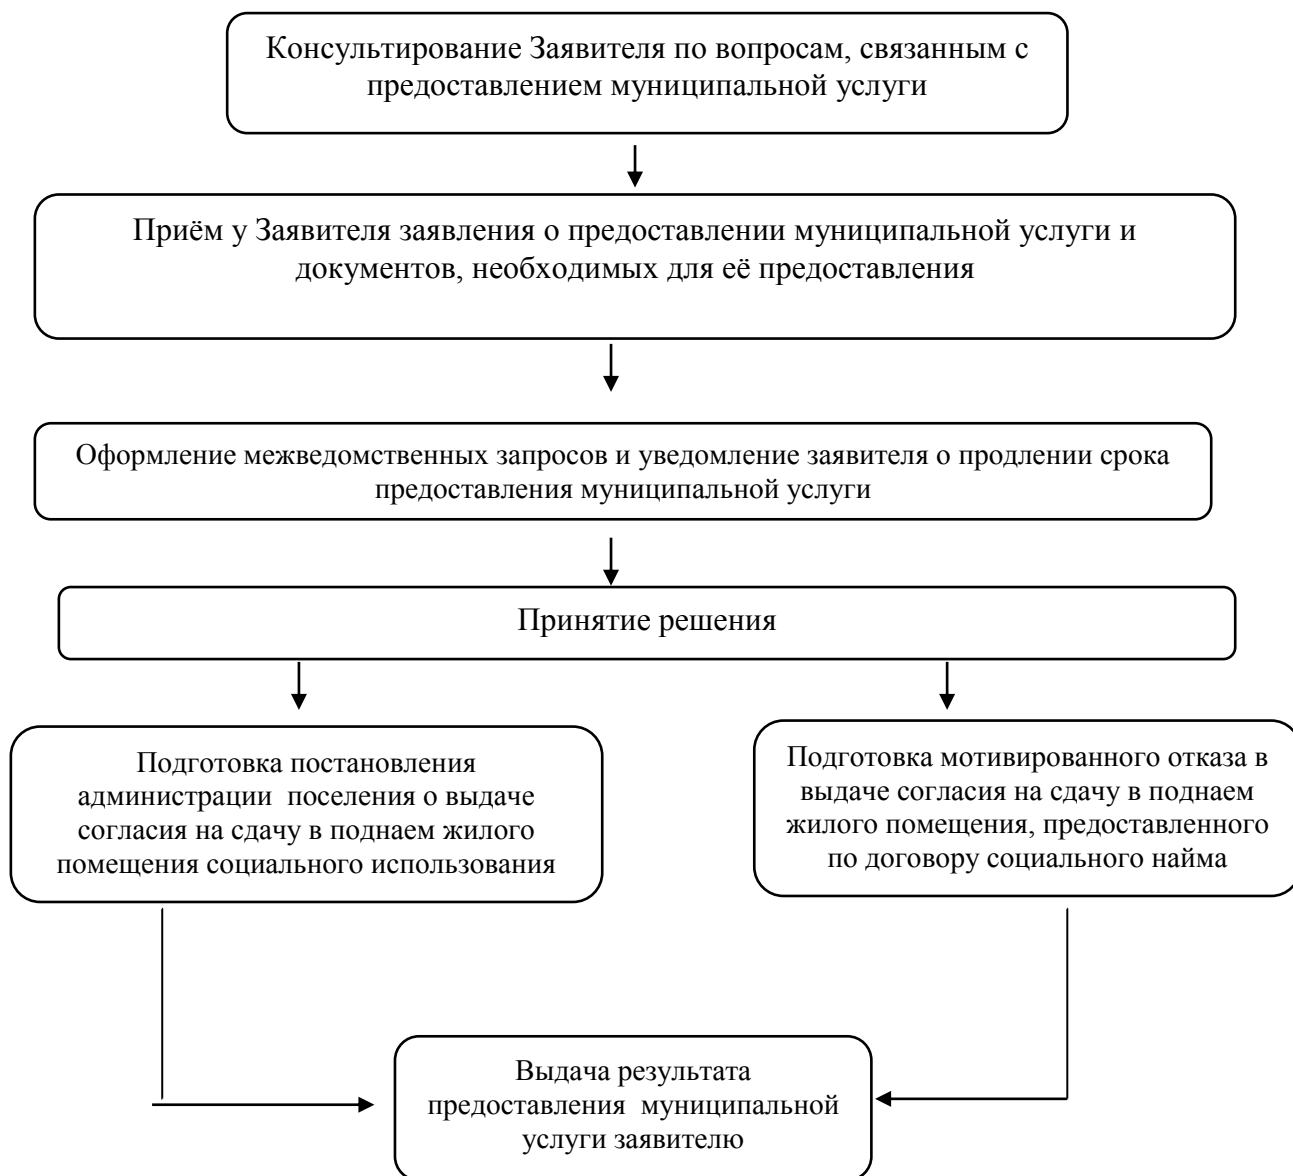 Консультирование Заявителя по вопросам, связанным с
предоставлением муниципальной услуги
Приём у Заявителя заявления о предоставлении муниципальной услуги и
документов, необходимых для её предоставления
Оформление межведомственных запросов и уведомление заявителя о продлении срока
предоставления муниципальной услуги
Принятие решения
Подготовка постановления
администрации поселения о выдаче
согласия на сдачу в поднаем жилого
помещения социального использования
Подготовка мотивированного отказа в
выдаче согласия на сдачу в поднаем
жилого помещения, предоставленного
по договору социального найма
Выдача результата
предоставления муниципальной
услуги заявителю